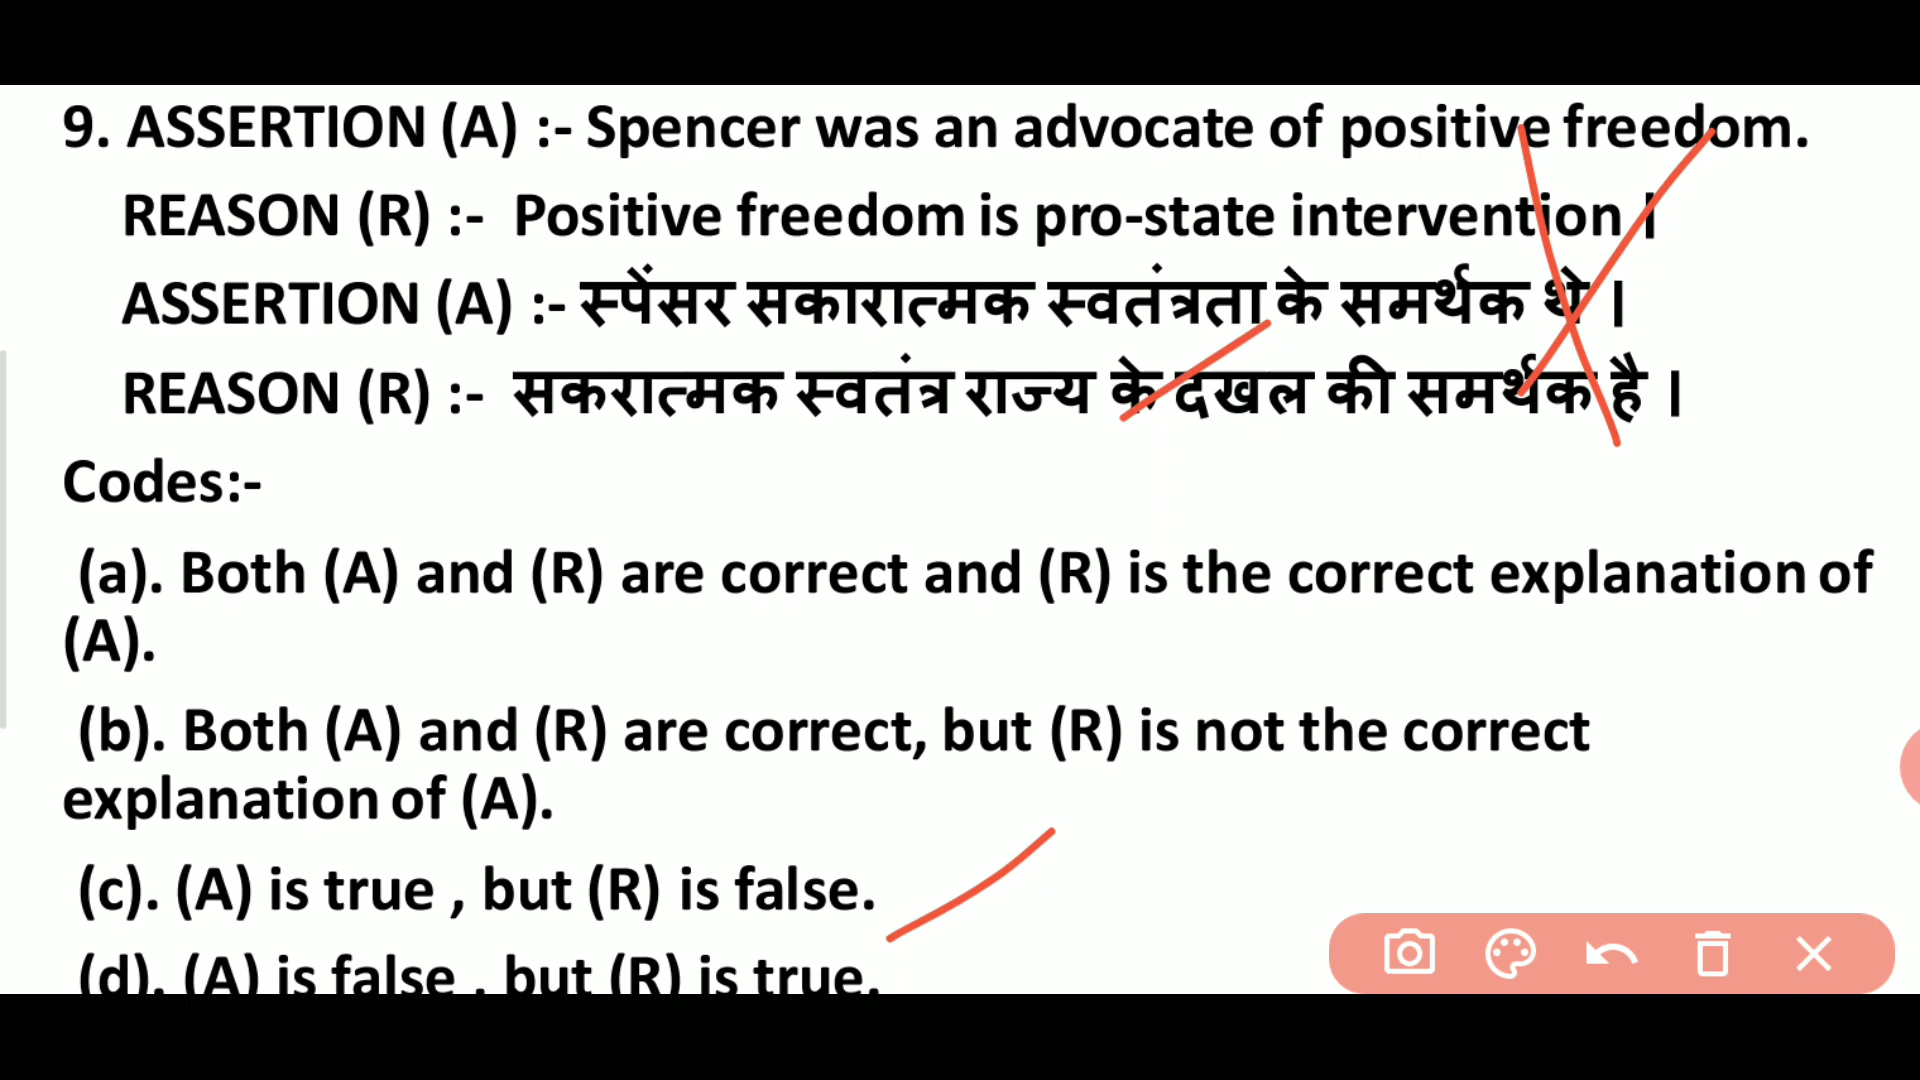 9. ASSERTION (A) :- Spencer was an advocate of positive freedom.
REASON (R) :- Positive freedom is pro-state intervention |
ASSERTION (A) :- स्पेंसर सकारात्मक स्वतंत्रता के समर्थक थे |
REASON (R) :- सकरात्मक स्वतंत्र राज्य के दखल की समर्थक है |
Codes:-
(a). Both (A) and (R) are correct and (R) is the correct explanation of
(A).
(b). Both (A) and (R) are correct, but (R) is not the correct
explanation of (A).
(c). (A) is true , but (R) is false.
(d). (A) is false , but (R) is true.